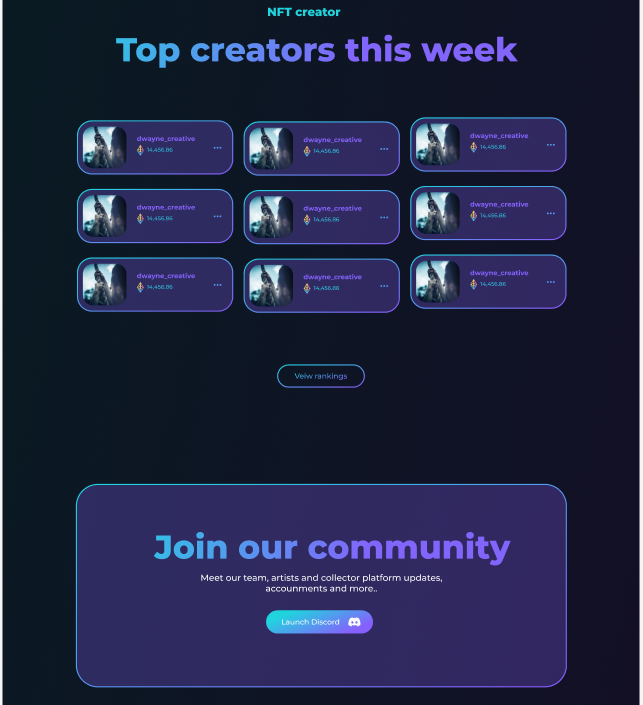 NFT creator
Top creators this week
dwayne_creative
14,456.86
dwayne_creative
14,456.86
dwayne_creative
14,456.86
dwayne_creative
14,456.86
dwayne_creative
14,456.86
dwayne_creative
14,456.86
dwayne_creative
14,456.86
dwayne_creative
14,456.86
dwayne_creative
14,456.86
Veiw rankings
Join our community
Meet our team, artists and collector platform updates,
accounments and more..
Launch Discord